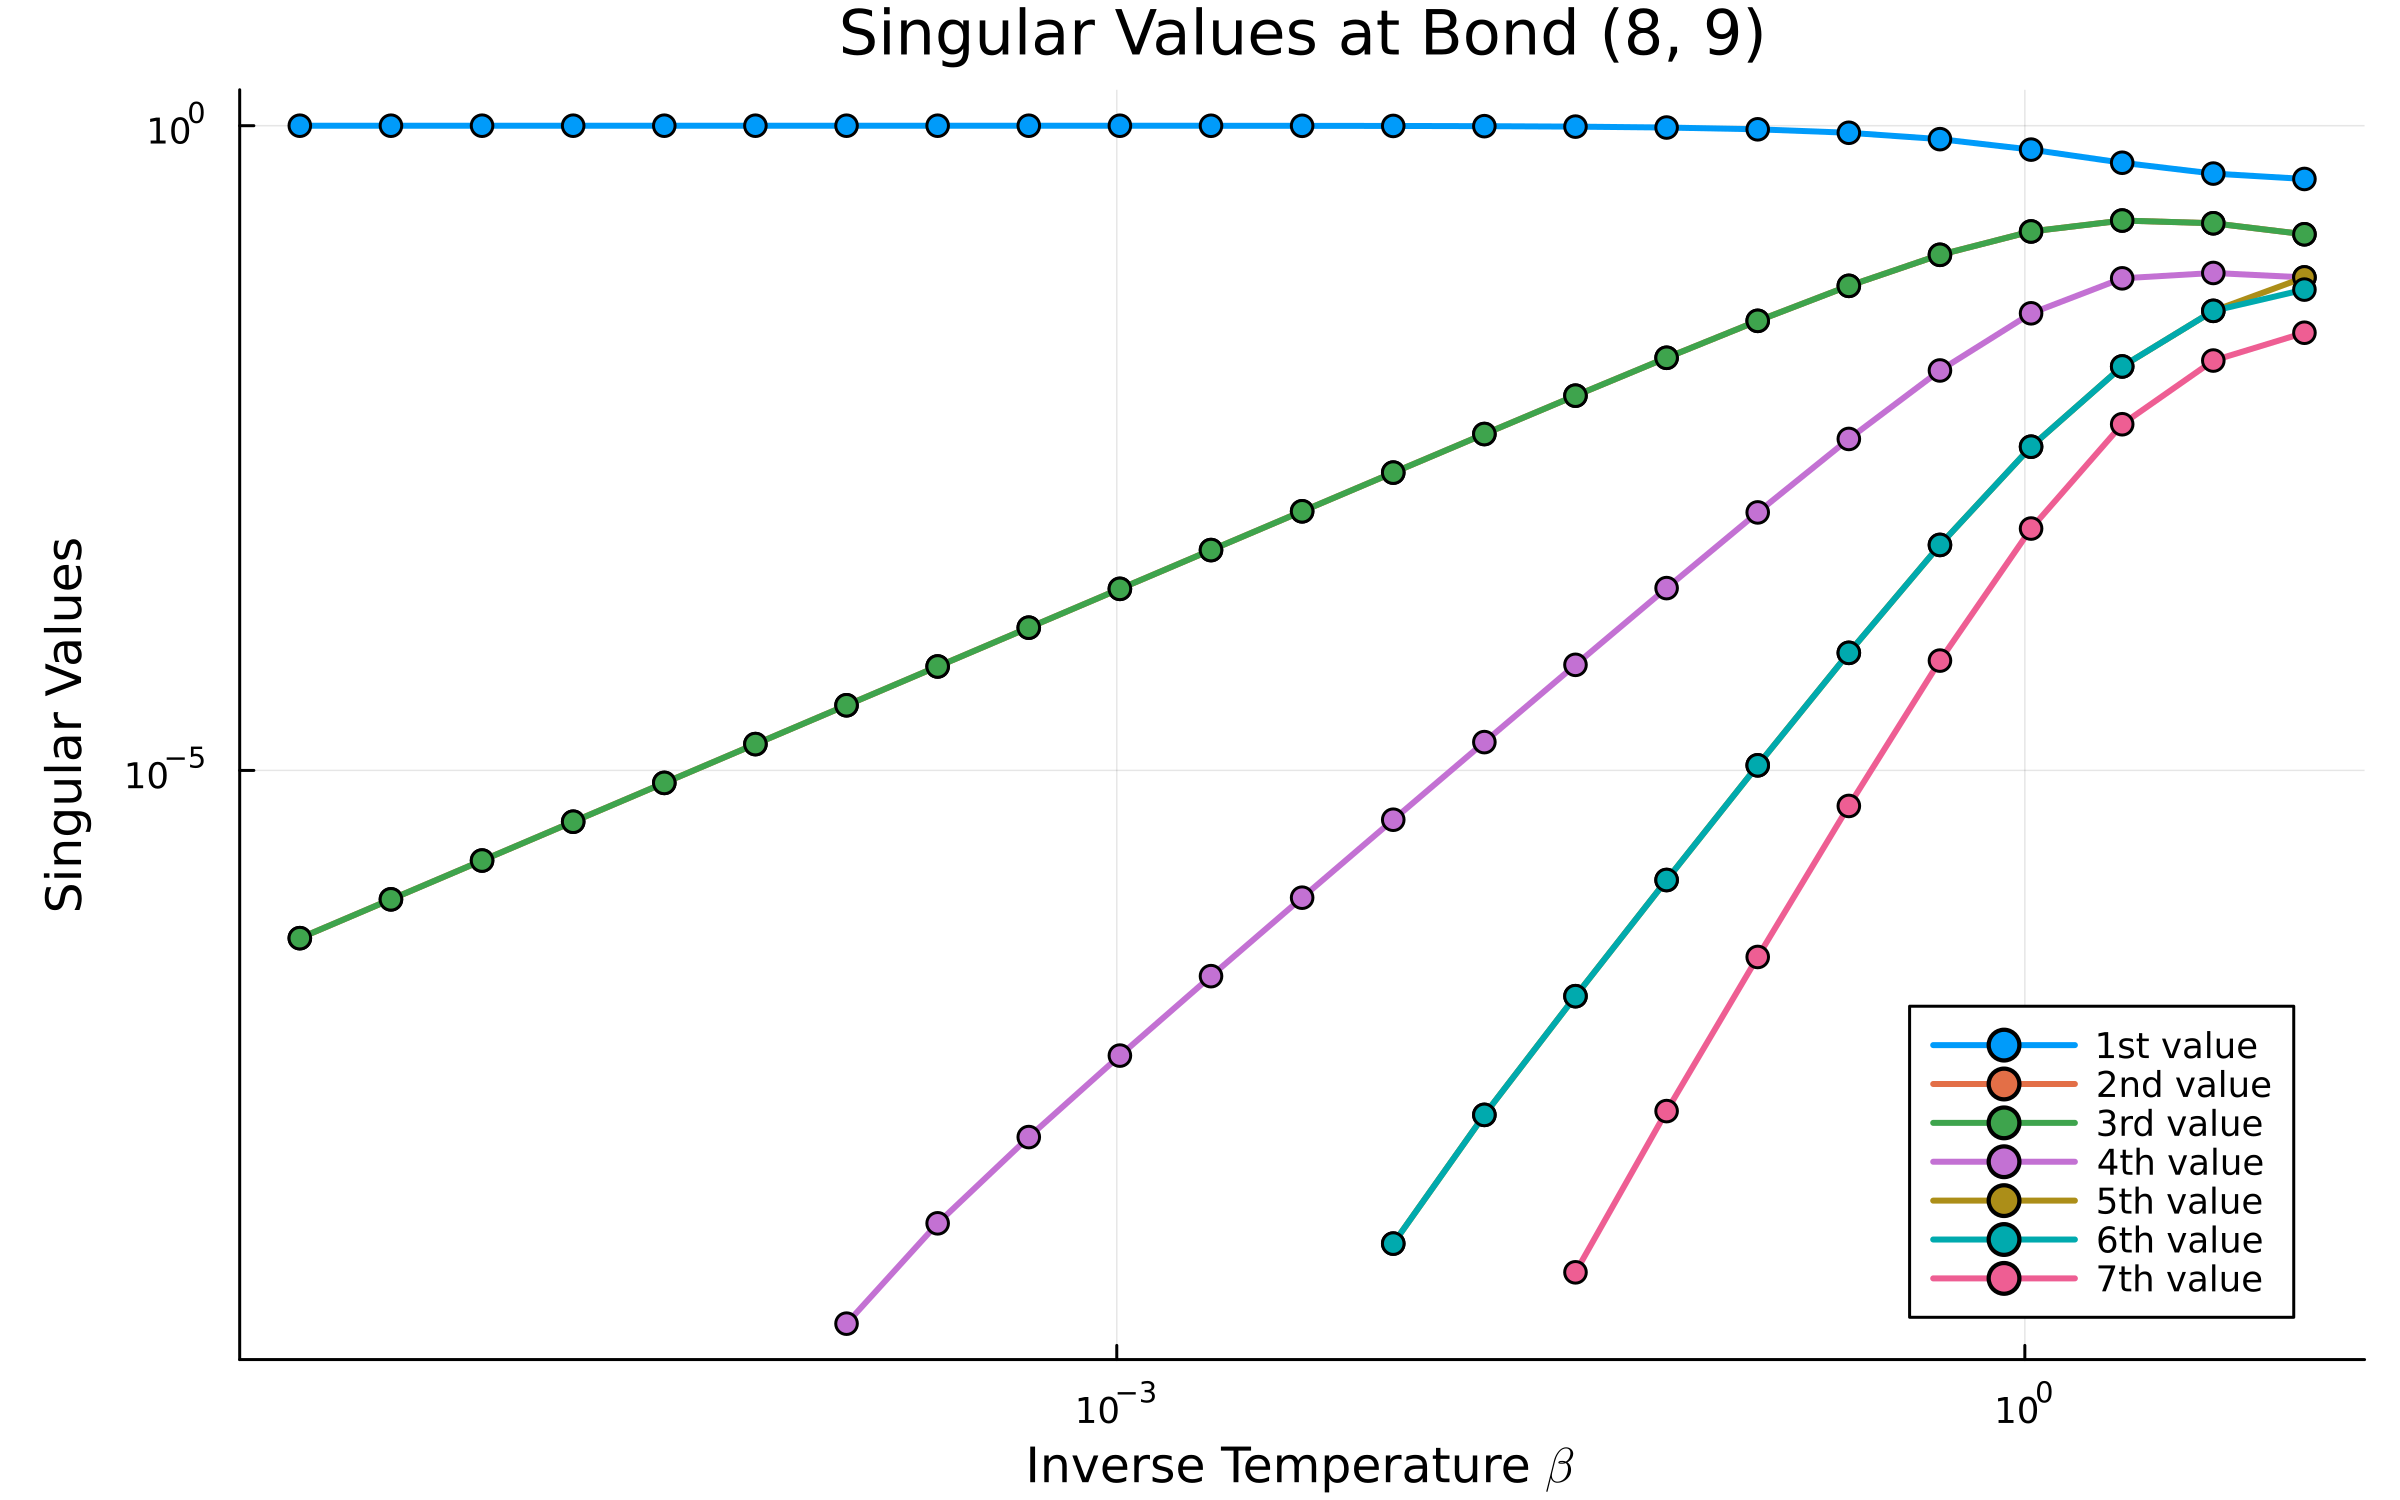 Singular Values at Bond (8, 9)
10⁰
Singular Values
10⁻⁵
1st value
2nd value
3rd value
4th value
5th value
6th value
7th value
10⁻³
10⁰
Inverse Temperature β